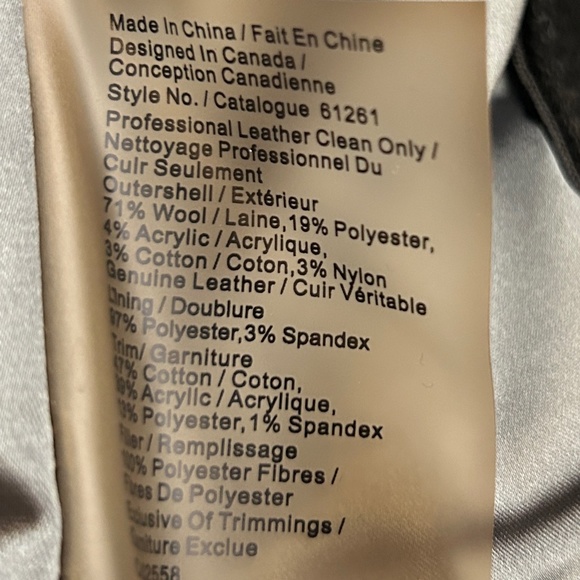 Made In China / Fait En Chine
Designed In Canada /
Conception Canadienne
Style No. / Catalogue 61261
Professional Leather Clean Only /
Nettoyage Professionnel Du
Cuir Seulement
Outershell / Extérieur
71% Wool / Laine,19% Polyester,
4% Acrylic / Acrylique,
3% Cotton / Coton,3% Nylon
Genuine Leather / Cuir Véritable
Lining / Doublure
97% Polyester,3% Spandex
Trim/ Garniture
Cotton / Coton,
Acrylic / Acrylique,
Polyester,1% Spandex
/ Remplissage
Polyester Fibres /
De Polyester
Of Trimmings /
Exclue